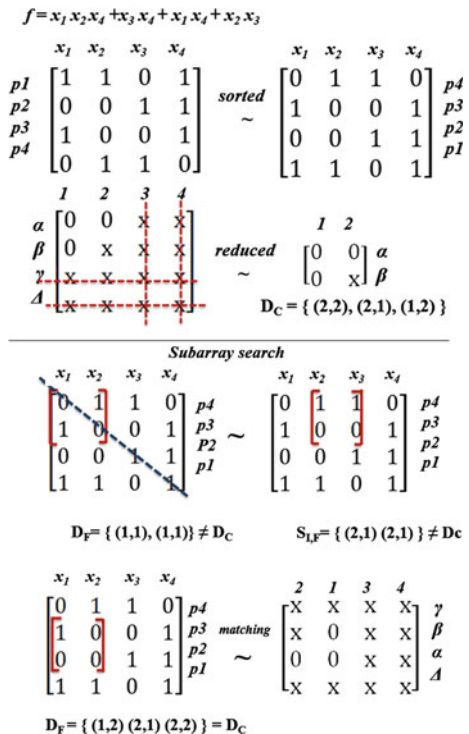 f = x₁ x₂ x₄ + x₃ x₄ + x₁ x₄ + x₂ x₃
x₁ x₂ x₃ x₄
p1 1 1 0 1
p2 0 0 1 1
p3 1 0 0 1
p4 0 1 1 0
sorted
~
x₁ x₂ x₃ x₄
0 1 1 0 p4
1 0 0 1 p3
0 0 1 1 p2
1 1 0 1 p1
1 2 3 4
α 0 0 x x
β 0 x x x
γ x x x x
Δ x x x x
reduced
~
1 2
0 0 α
0 x β
D_C = { (2,2), (2,1), (1,2) }
Subarray search
x₁ x₂ x₃ x₄
0 1 1 0 p4
1 0 0 1 p3
0 0 1 1 P2
1 1 0 1 p1
~
x₁ x₂ x₃ x₄
0 1 1 0 p4
1 0 0 1 p3
0 0 1 1 p2
1 1 0 1 p1
D_F = { (1,1), (1,1)} ≠ D_C
S_I,F = { (2,1) (2,1) } ≠ Dc
x₁ x₂ x₃ x₄
0 1 1 0 p4
1 0 0 1 p3
0 0 1 1 p2
1 1 0 1 p1
matching
~
2 1 3 4
x x x x γ
x 0 x x β
0 0 x x α
x x x x Δ
D_F = { (1,2) (2,1) (2,2) } = D_C